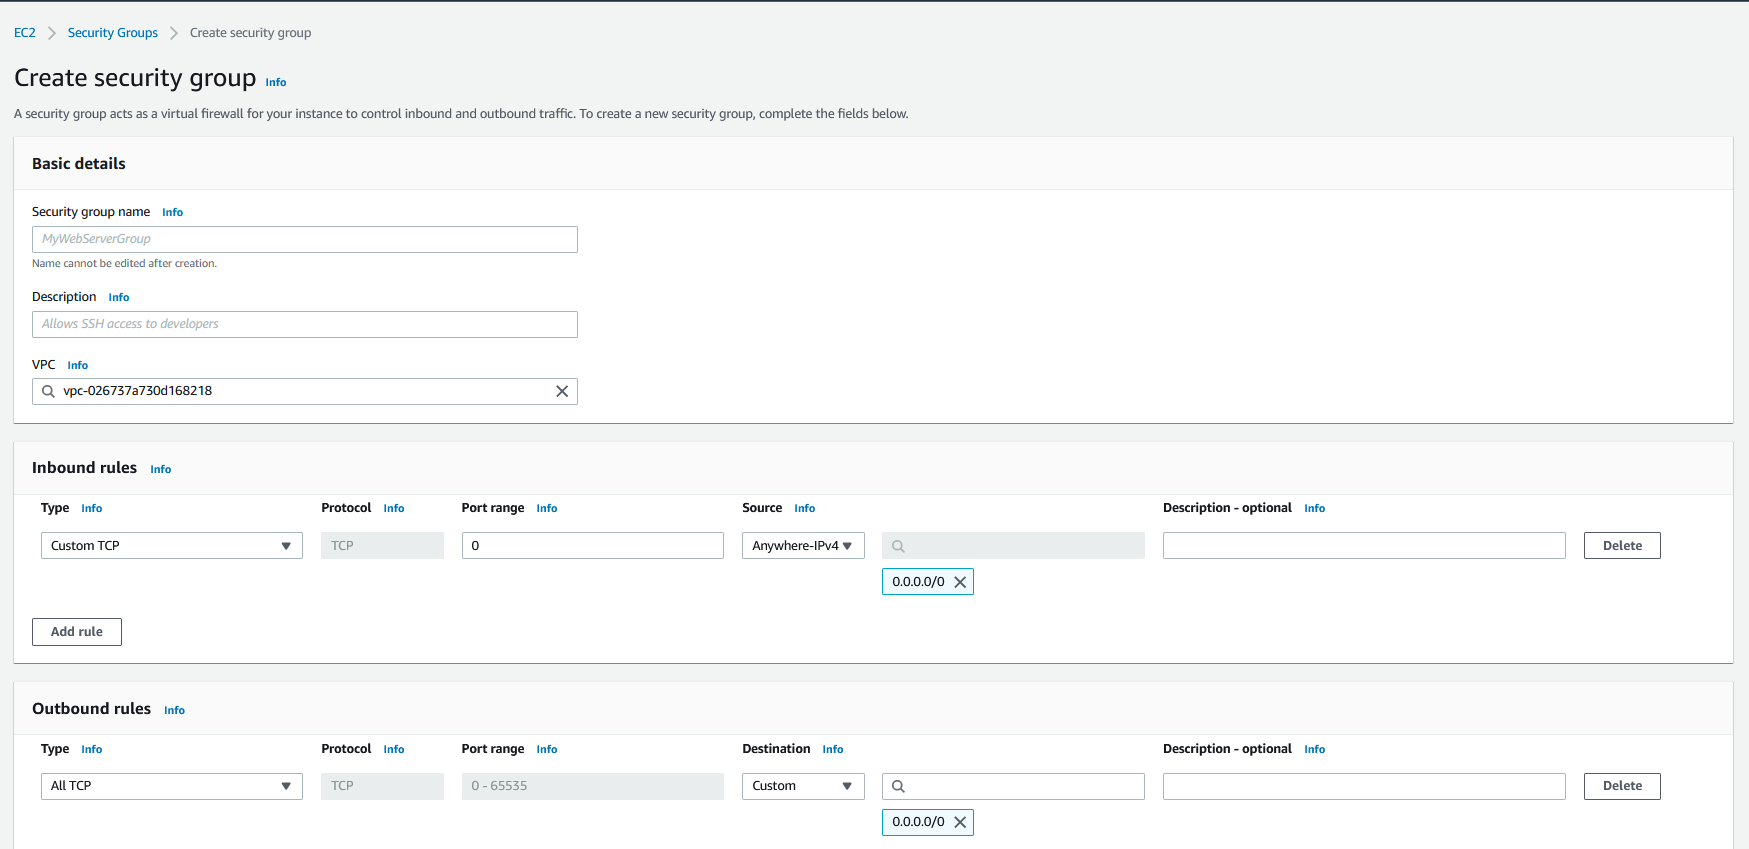 EC2 Security Groups Create security group
Create security group Info
A security group acts as a virtual firewall for your instance to control inbound and outbound traffic. To create a new security group, complete the fields below.
Basic details
Security group name Info
MyWebServerGroup
Name cannot be edited after creation.
Description Info
Allows SSH access to developers
VPC Info
vpc-026737a730d168218
Inbound rules Info
Type Info Protocol Info Port range Info Source Info Description - optional Info
Custom TCP TCP 0 Anywhere-IPv4 Delete
0.0.0.0/0
Add rule
Outbound rules Info
Type Info Protocol Info Port range Info Destination Info Description - optional Info
All TCP TCP 0 - 65535 Custom Delete
0.0.0.0/0